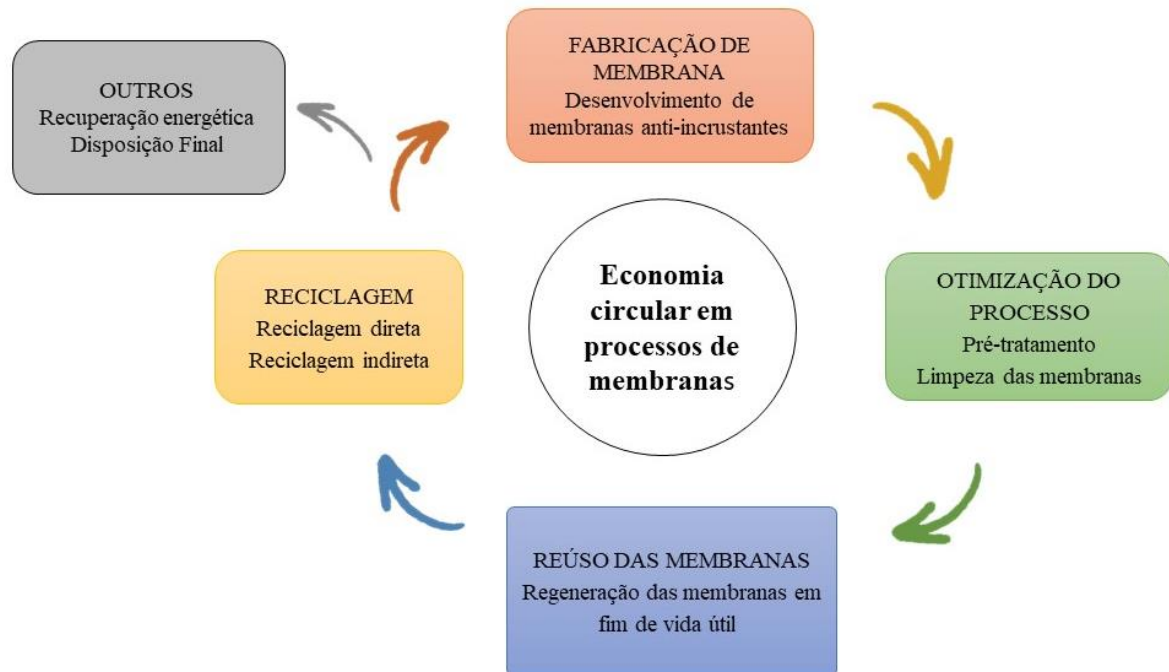 OUTROS
Recuperação energética
Disposição Final
FABRICAÇÃO DE
MEMBRANA
Desenvolvimento de
membranas anti-incrustantes
RECICLAGEM
Reciclagem direta
Reciclagem indireta
Economia
circular em
processos de
membranas
OTIMIZAÇÃO DO
PROCESSO
Pré-tratamento
Limpeza das membranas
REÚSO DAS MEMBRANAS
Regeneração das membranas em
fim de vida útil